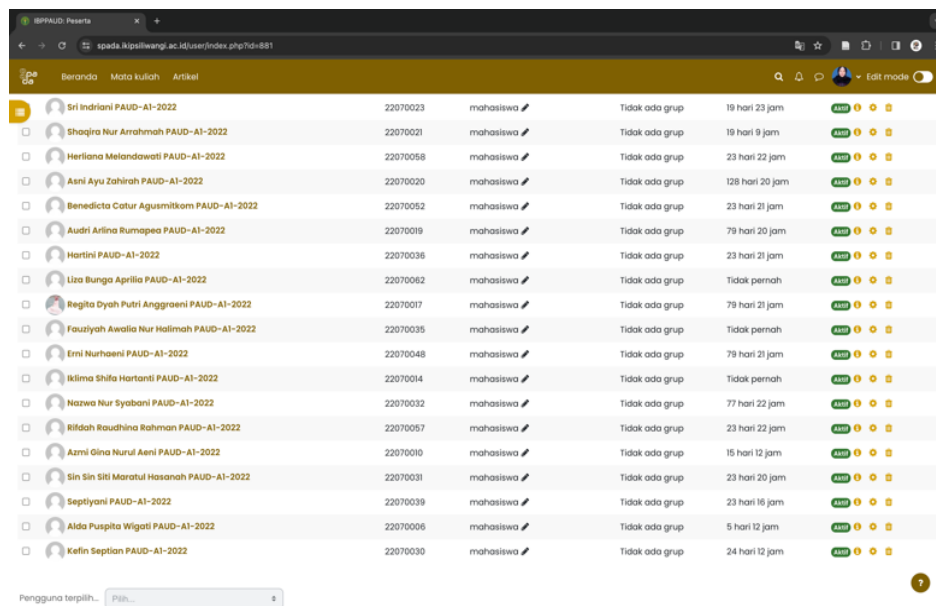 IBPPAUD: Peserta
spada.ikipsiliwangi.ac.id/user/index.php?id=881
spa da Beranda Mata kuliah Artikel Edit mode
Sri Indriani PAUD-A1-2022 22070023 mahasiswa Tidak ada grup 19 hari 23 jam Aktif
Shaqira Nur Arrahmah PAUD-A1-2022 22070021 mahasiswa Tidak ada grup 19 hari 9 jam Aktif
Herliana Melandawati PAUD-A1-2022 22070058 mahasiswa Tidak ada grup 23 hari 22 jam Aktif
Asni Ayu Zahirah PAUD-A1-2022 22070020 mahasiswa Tidak ada grup 128 hari 20 jam Aktif
Benedicta Catur Agusmitkom PAUD-A1-2022 22070052 mahasiswa Tidak ada grup 23 hari 21 jam Aktif
Audri Arlina Rumapea PAUD-A1-2022 22070019 mahasiswa Tidak ada grup 79 hari 20 jam Aktif
Hartini PAUD-A1-2022 22070036 mahasiswa Tidak ada grup 23 hari 21 jam Aktif
Liza Bunga Aprilia PAUD-A1-2022 22070062 mahasiswa Tidak ada grup Tidak pernah Aktif
Regita Dyah Putri Anggraeni PAUD-A1-2022 22070017 mahasiswa Tidak ada grup 79 hari 21 jam Aktif
Fauziyah Awalia Nur Halimah PAUD-A1-2022 22070035 mahasiswa Tidak ada grup Tidak pernah Aktif
Erni Nurhaeni PAUD-A1-2022 22070048 mahasiswa Tidak ada grup 79 hari 21 jam Aktif
Iklima Shifa Hartanti PAUD-A1-2022 22070014 mahasiswa Tidak ada grup Tidak pernah Aktif
Nazwa Nur Syabani PAUD-A1-2022 22070032 mahasiswa Tidak ada grup 77 hari 22 jam Aktif
Rifdah Raudhina Rahman PAUD-A1-2022 22070057 mahasiswa Tidak ada grup 23 hari 22 jam Aktif
Azmi Gina Nurul Aeni PAUD-A1-2022 22070010 mahasiswa Tidak ada grup 15 hari 12 jam Aktif
Sin Sin Siti Maratul Hasanah PAUD-A1-2022 22070031 mahasiswa Tidak ada grup 23 hari 20 jam Aktif
Septiyani PAUD-A1-2022 22070039 mahasiswa Tidak ada grup 23 hari 16 jam Aktif
Alda Puspita Wigati PAUD-A1-2022 22070006 mahasiswa Tidak ada grup 5 hari 12 jam Aktif
Kefin Septian PAUD-A1-2022 22070030 mahasiswa Tidak ada grup 24 hari 12 jam Aktif
Pengguna terpilih... Pilih...